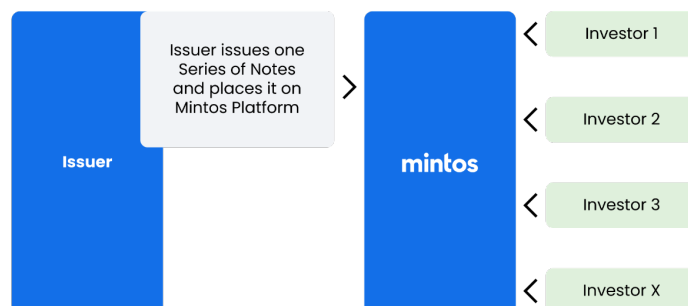 Issuer issues one
Series of Notes
and places it on
Mintos Platform
Issuer
mintos
Investor 1
Investor 2
Investor 3
Investor X